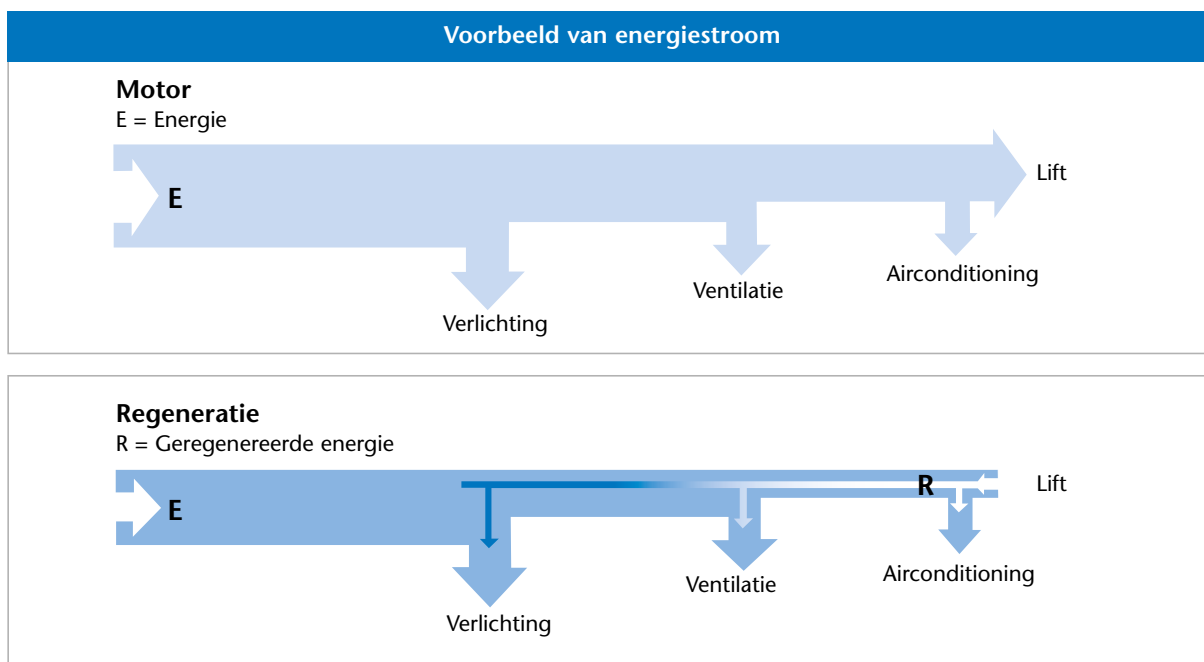 Voorbeeld van energiestroom
Motor
E = Energie
E
Lift
Airconditioning
Ventilatie
Verlichting
Regeneratie
R = Geregenereerde energie
E
R
Lift
Airconditioning
Ventilatie
Verlichting